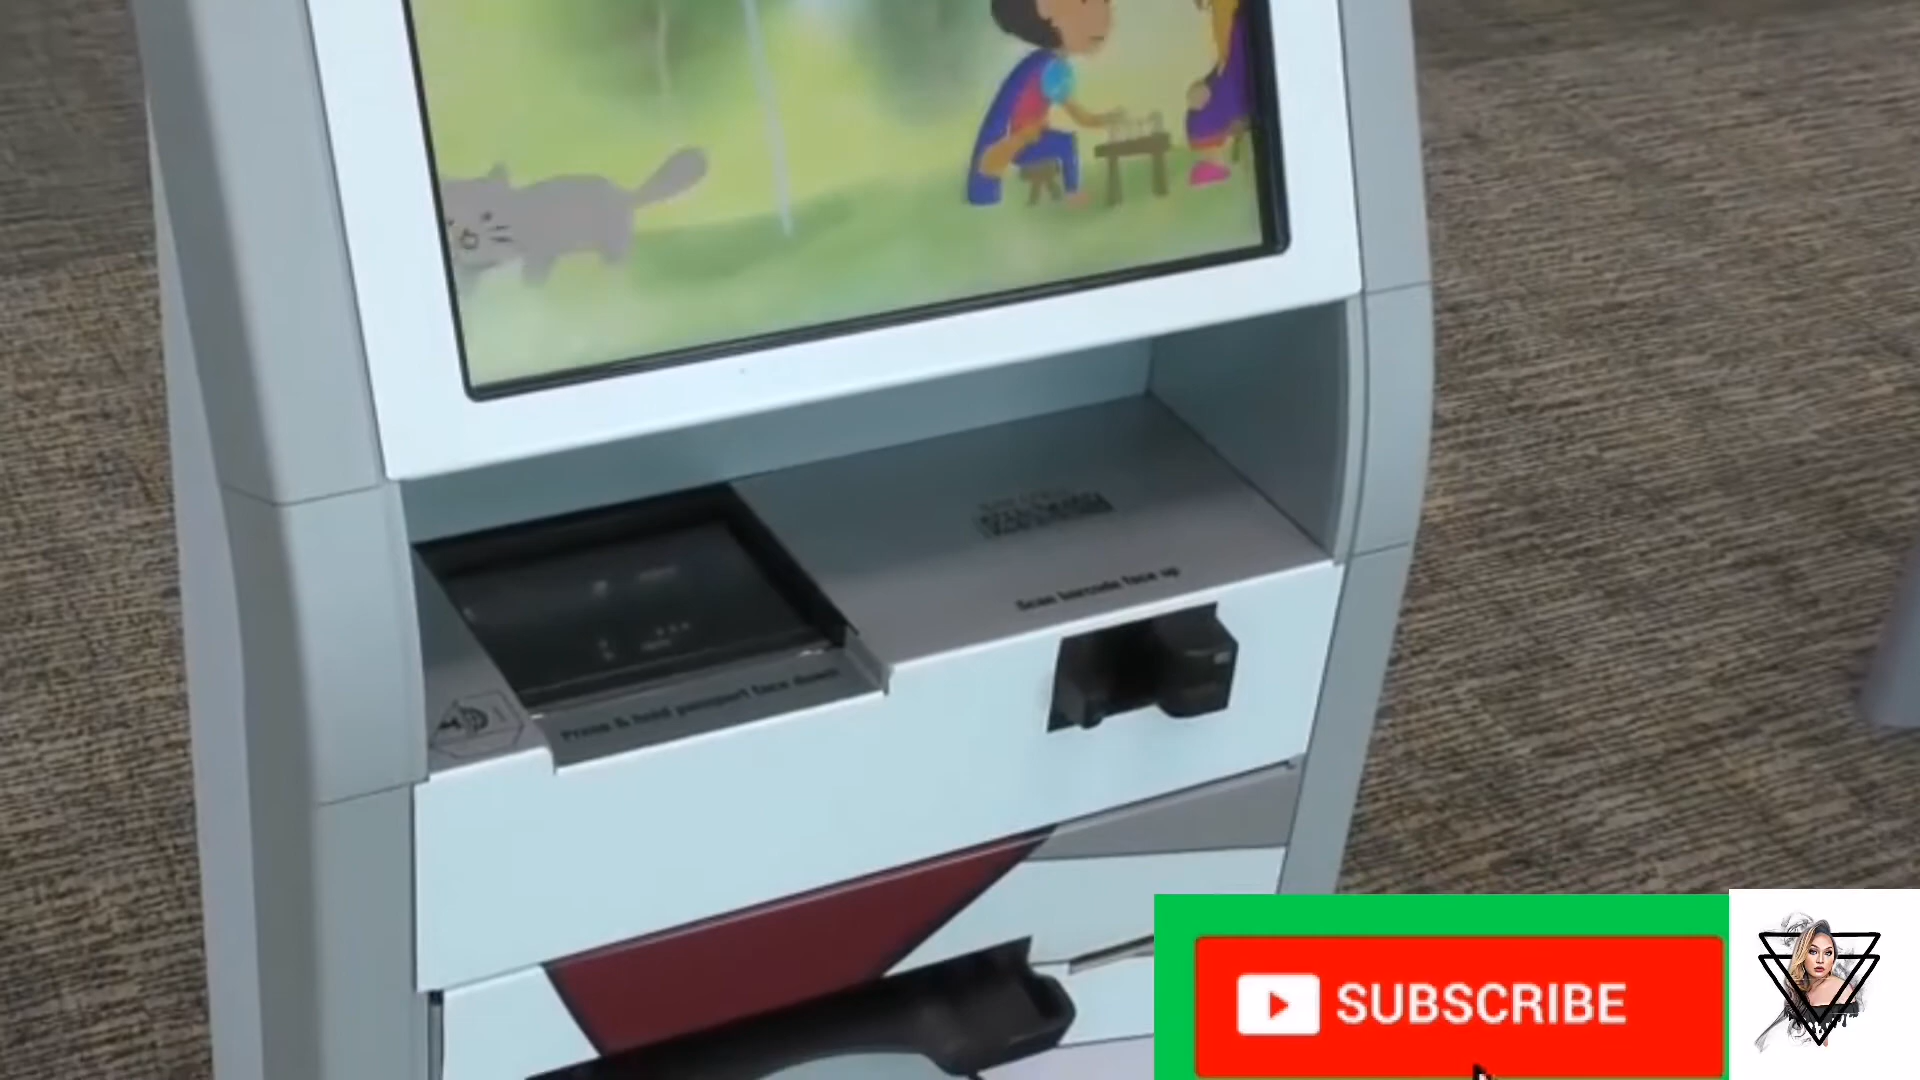 Scan barcode face up
Press & hold passport face down
SUBSCRIBE